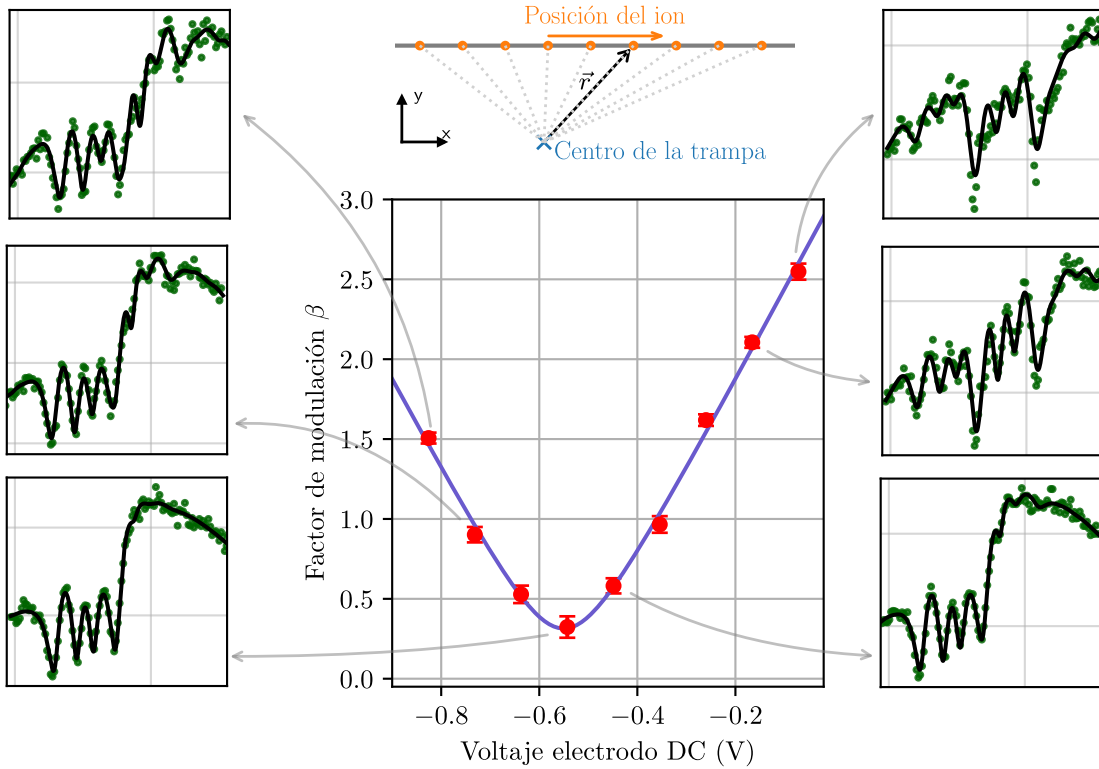 Posición del ion
r
y
x
Centro de la trampa
3.0
2.5
2.0
1.5
1.0
0.5
0.0
Factor de modulación β
−0.8 −0.6 −0.4 −0.2
Voltaje electrodo DC (V)